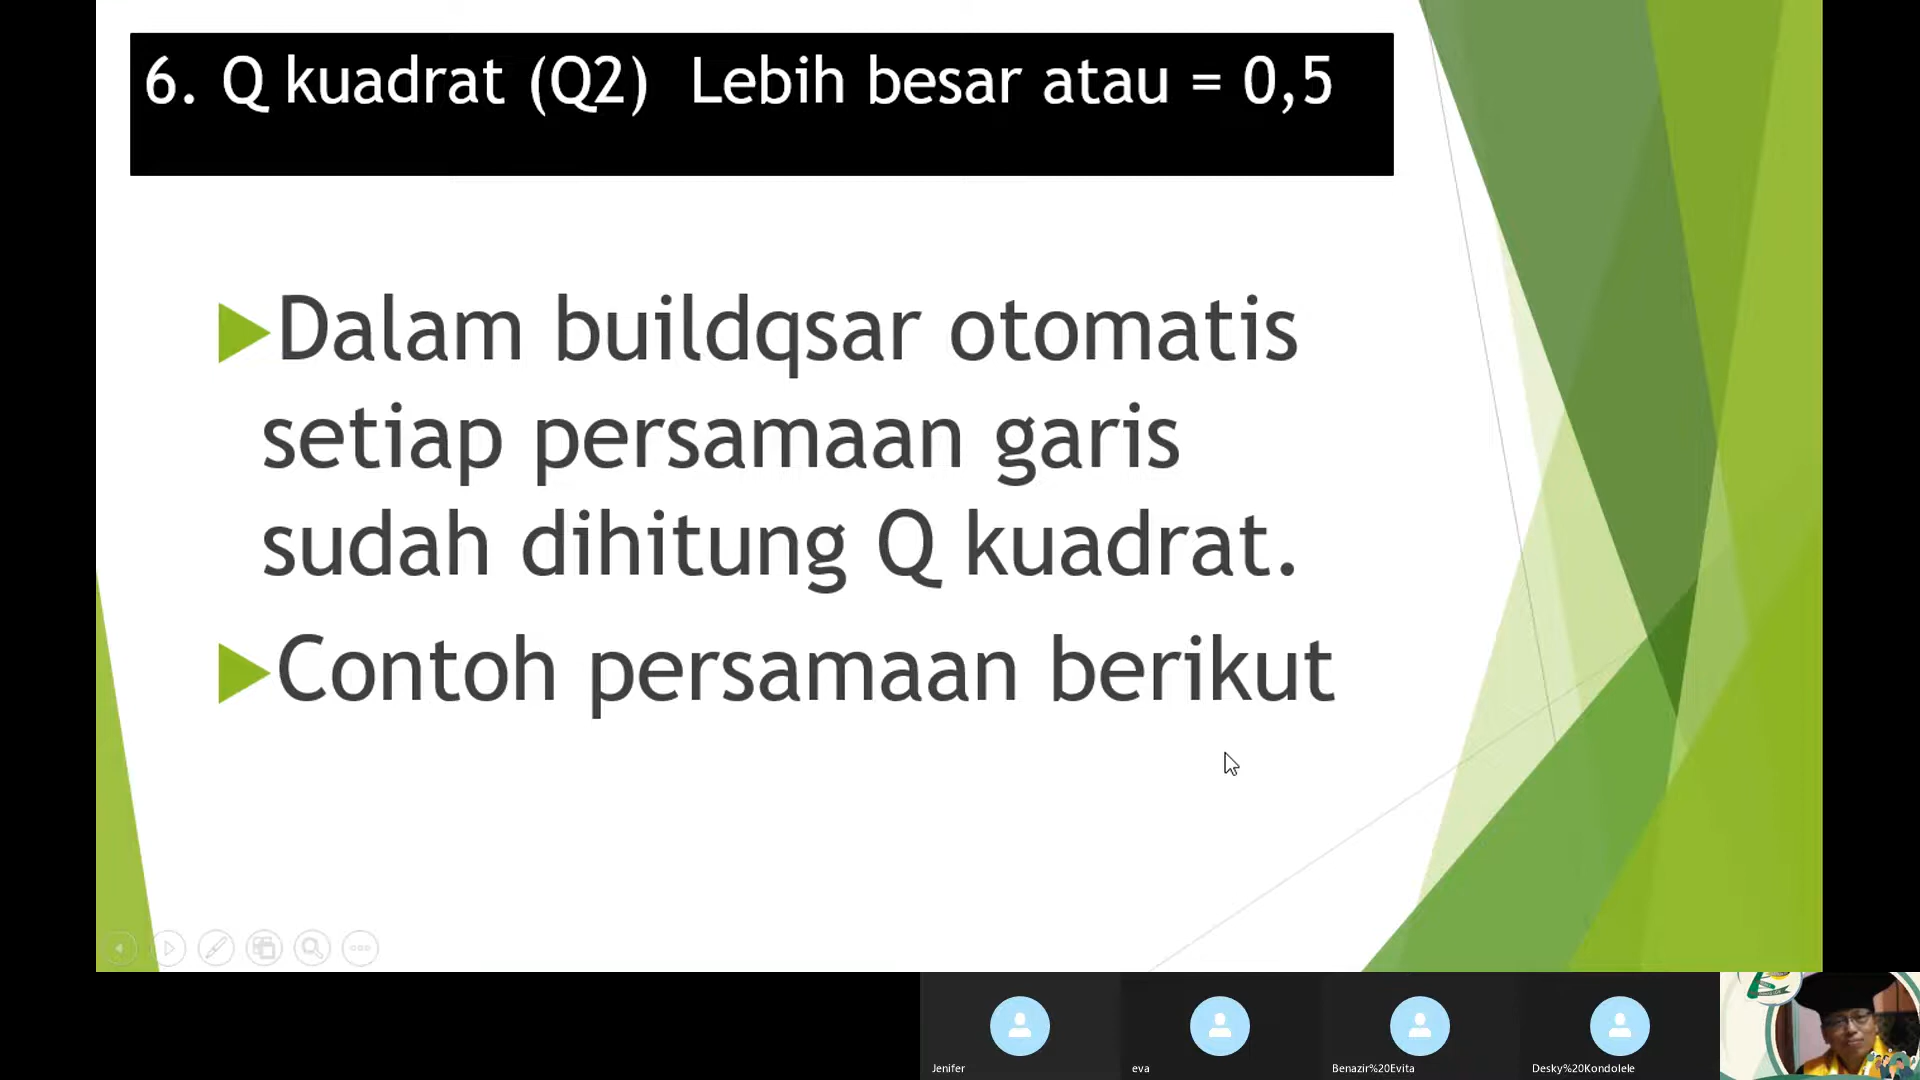 6. Q kuadrat (Q2) Lebih besar atau = 0,5
Dalam buildqsar otomatis
setiap persamaan garis
sudah dihitung Q kuadrat.
Contoh persamaan berikut
Jenifer
eva
Benazir%20Evita
Desky%20Kondolele